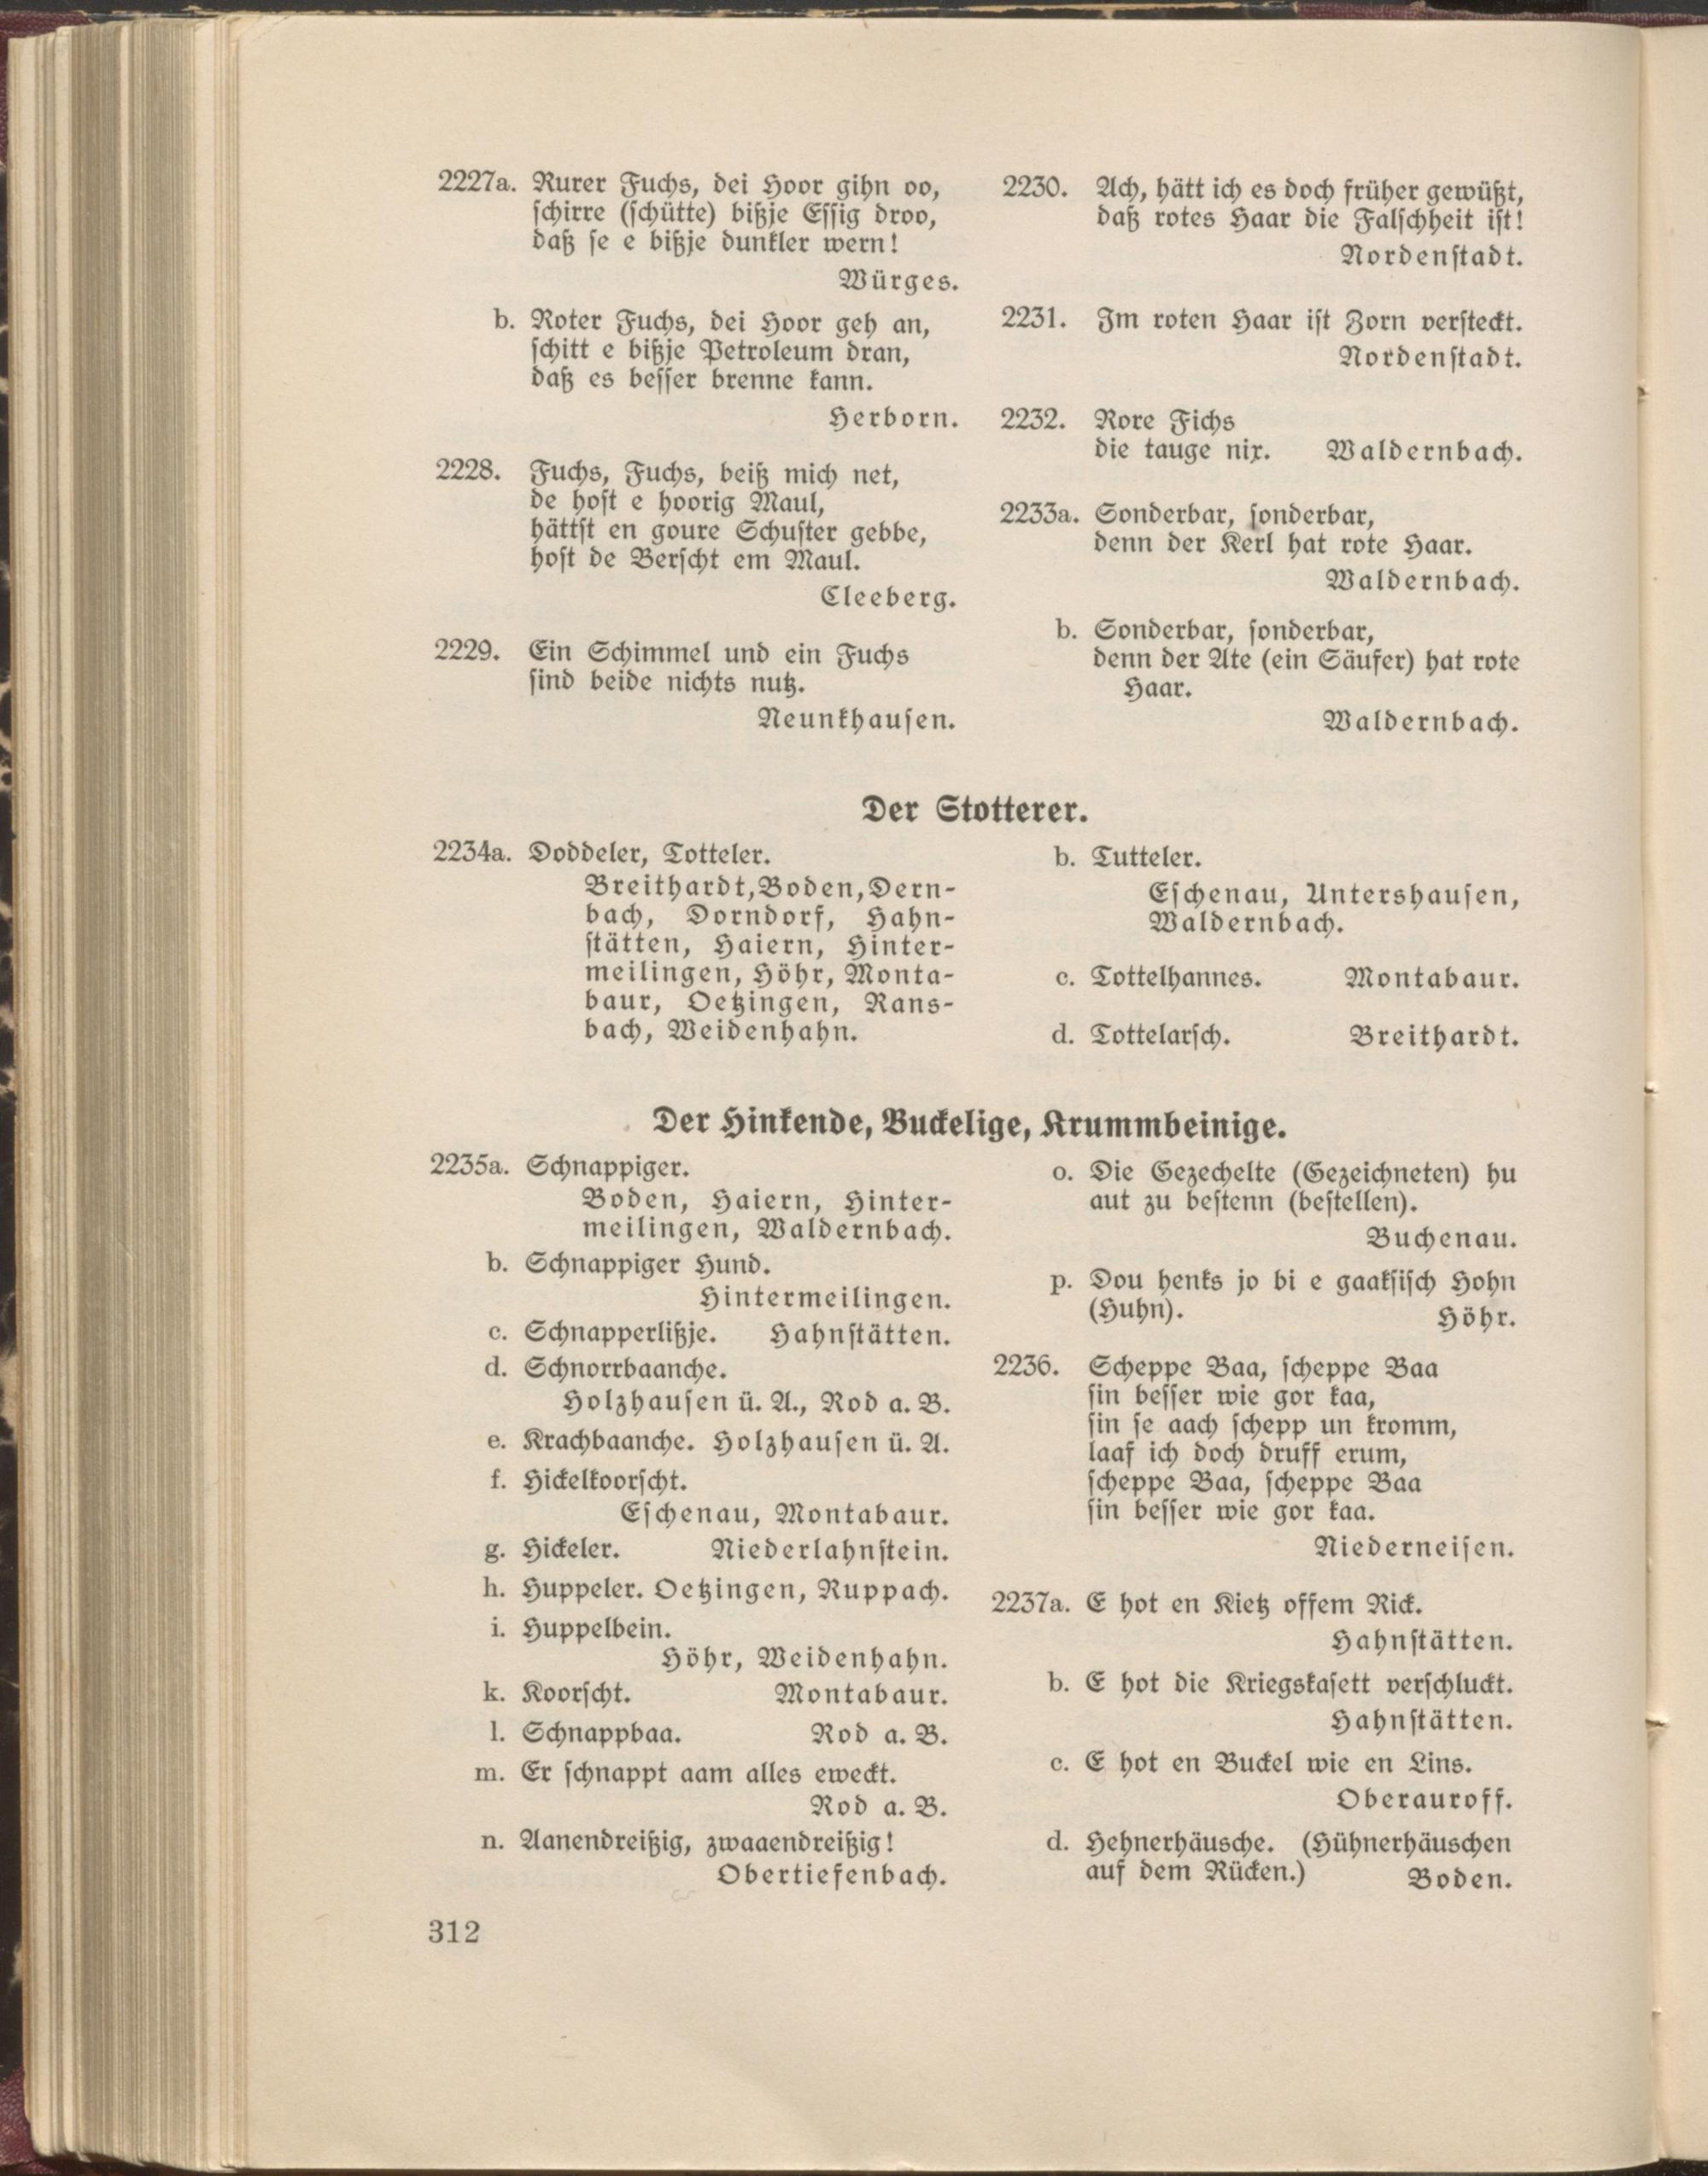 2227a. Rurer Fuchs, dei Hoor gihn oo,
schirre (schütte) bißje Essig droo,
daß se e bißje dunkler wern!
Würges.
b. Roter Fuchs, dei Hoor geh an,
schitt e bißje Petroleum dran,
daß es besser brenne kann.
Herborn.
2228. Fuchs, Fuchs, beiß mich net,
de host e hoorig Maul,
hättst en goure Schuster gebbe,
host de Berscht em Maul.
Cleeberg.
2229. Ein Schimmel und ein Fuchs
sind beide nichts nutz.
Neunkhausen.
2230. Ach, hätt ich es doch früher gewüßt,
daß rotes Haar die Falschheit ist!
Nordenstadt.
2231. Im roten Haar ist Zorn versteckt.
Nordenstadt.
2232. Rore Fichs
die tauge nix. Waldernbach.
2233a. Sonderbar, sonderbar,
denn der Kerl hat rote Haar.
Waldernbach.
b. Sonderbar, sonderbar,
denn der Ate (ein Säufer) hat rote
Haar.
Waldernbach.
Der Stotterer.
2234a. Doddeler, Totteler.
Breithardt, Boden, Dern-
bach, Dorndorf, Hahn-
stätten, Haiern, Hinter-
meilingen, Höhr, Monta-
baur, Oetzingen, Rans-
bach, Weidenhahn.
b. Tutteler.
Eschenau, Untershausen,
Waldernbach.
c. Tottelhannes. Montabaur.
d. Tottelarsch. Breithardt.
Der Hinkende, Buckelige, Krummbeinige.
2235a. Schnappiger.
Boden, Haiern, Hinter-
meilingen, Waldernbach.
b. Schnappiger Hund.
Hintermeilingen.
c. Schnapperlißje. Hahnstätten.
d. Schnorrbaanche.
Holzhausen ü. A., Rod a. B.
e. Krachbaanche. Holzhausen ü. A.
f. Hickelkoorscht.
Eschenau, Montabaur.
g. Hickeler. Niederlahnstein.
h. Huppeler. Oetzingen, Ruppach.
i. Huppelbein.
Höhr, Weidenhahn.
k. Koorscht. Montabaur.
l. Schnappbaa. Rod a. B.
m. Er schnappt aam alles eweckt.
Rod a. B.
n. Aanendreißig, zwaaendreißig!
Obertiefenbach.
o. Die Gezechelte (Gezeichneten) hu
aut zu bestenn (bestellen).
Buchenau.
p. Dou henks jo bi e gaaksisch Hohn
(Huhn). Höhr.
2236. Scheppe Baa, scheppe Baa
sin besser wie gor kaa,
sin se aach schepp un kromm,
laaf ich doch druff erum,
scheppe Baa, scheppe Baa
sin besser wie gor kaa.
Niederneisen.
2237a. E hot en Kietz offem Rick.
Hahnstätten.
b. E hot die Kriegskasett verschluckt.
Hahnstätten.
c. E hot en Buckel wie en Lins.
Oberauroff.
d. Hehnerhäusche. (Hühnerhäuschen
auf dem Rücken.) Boden.
312